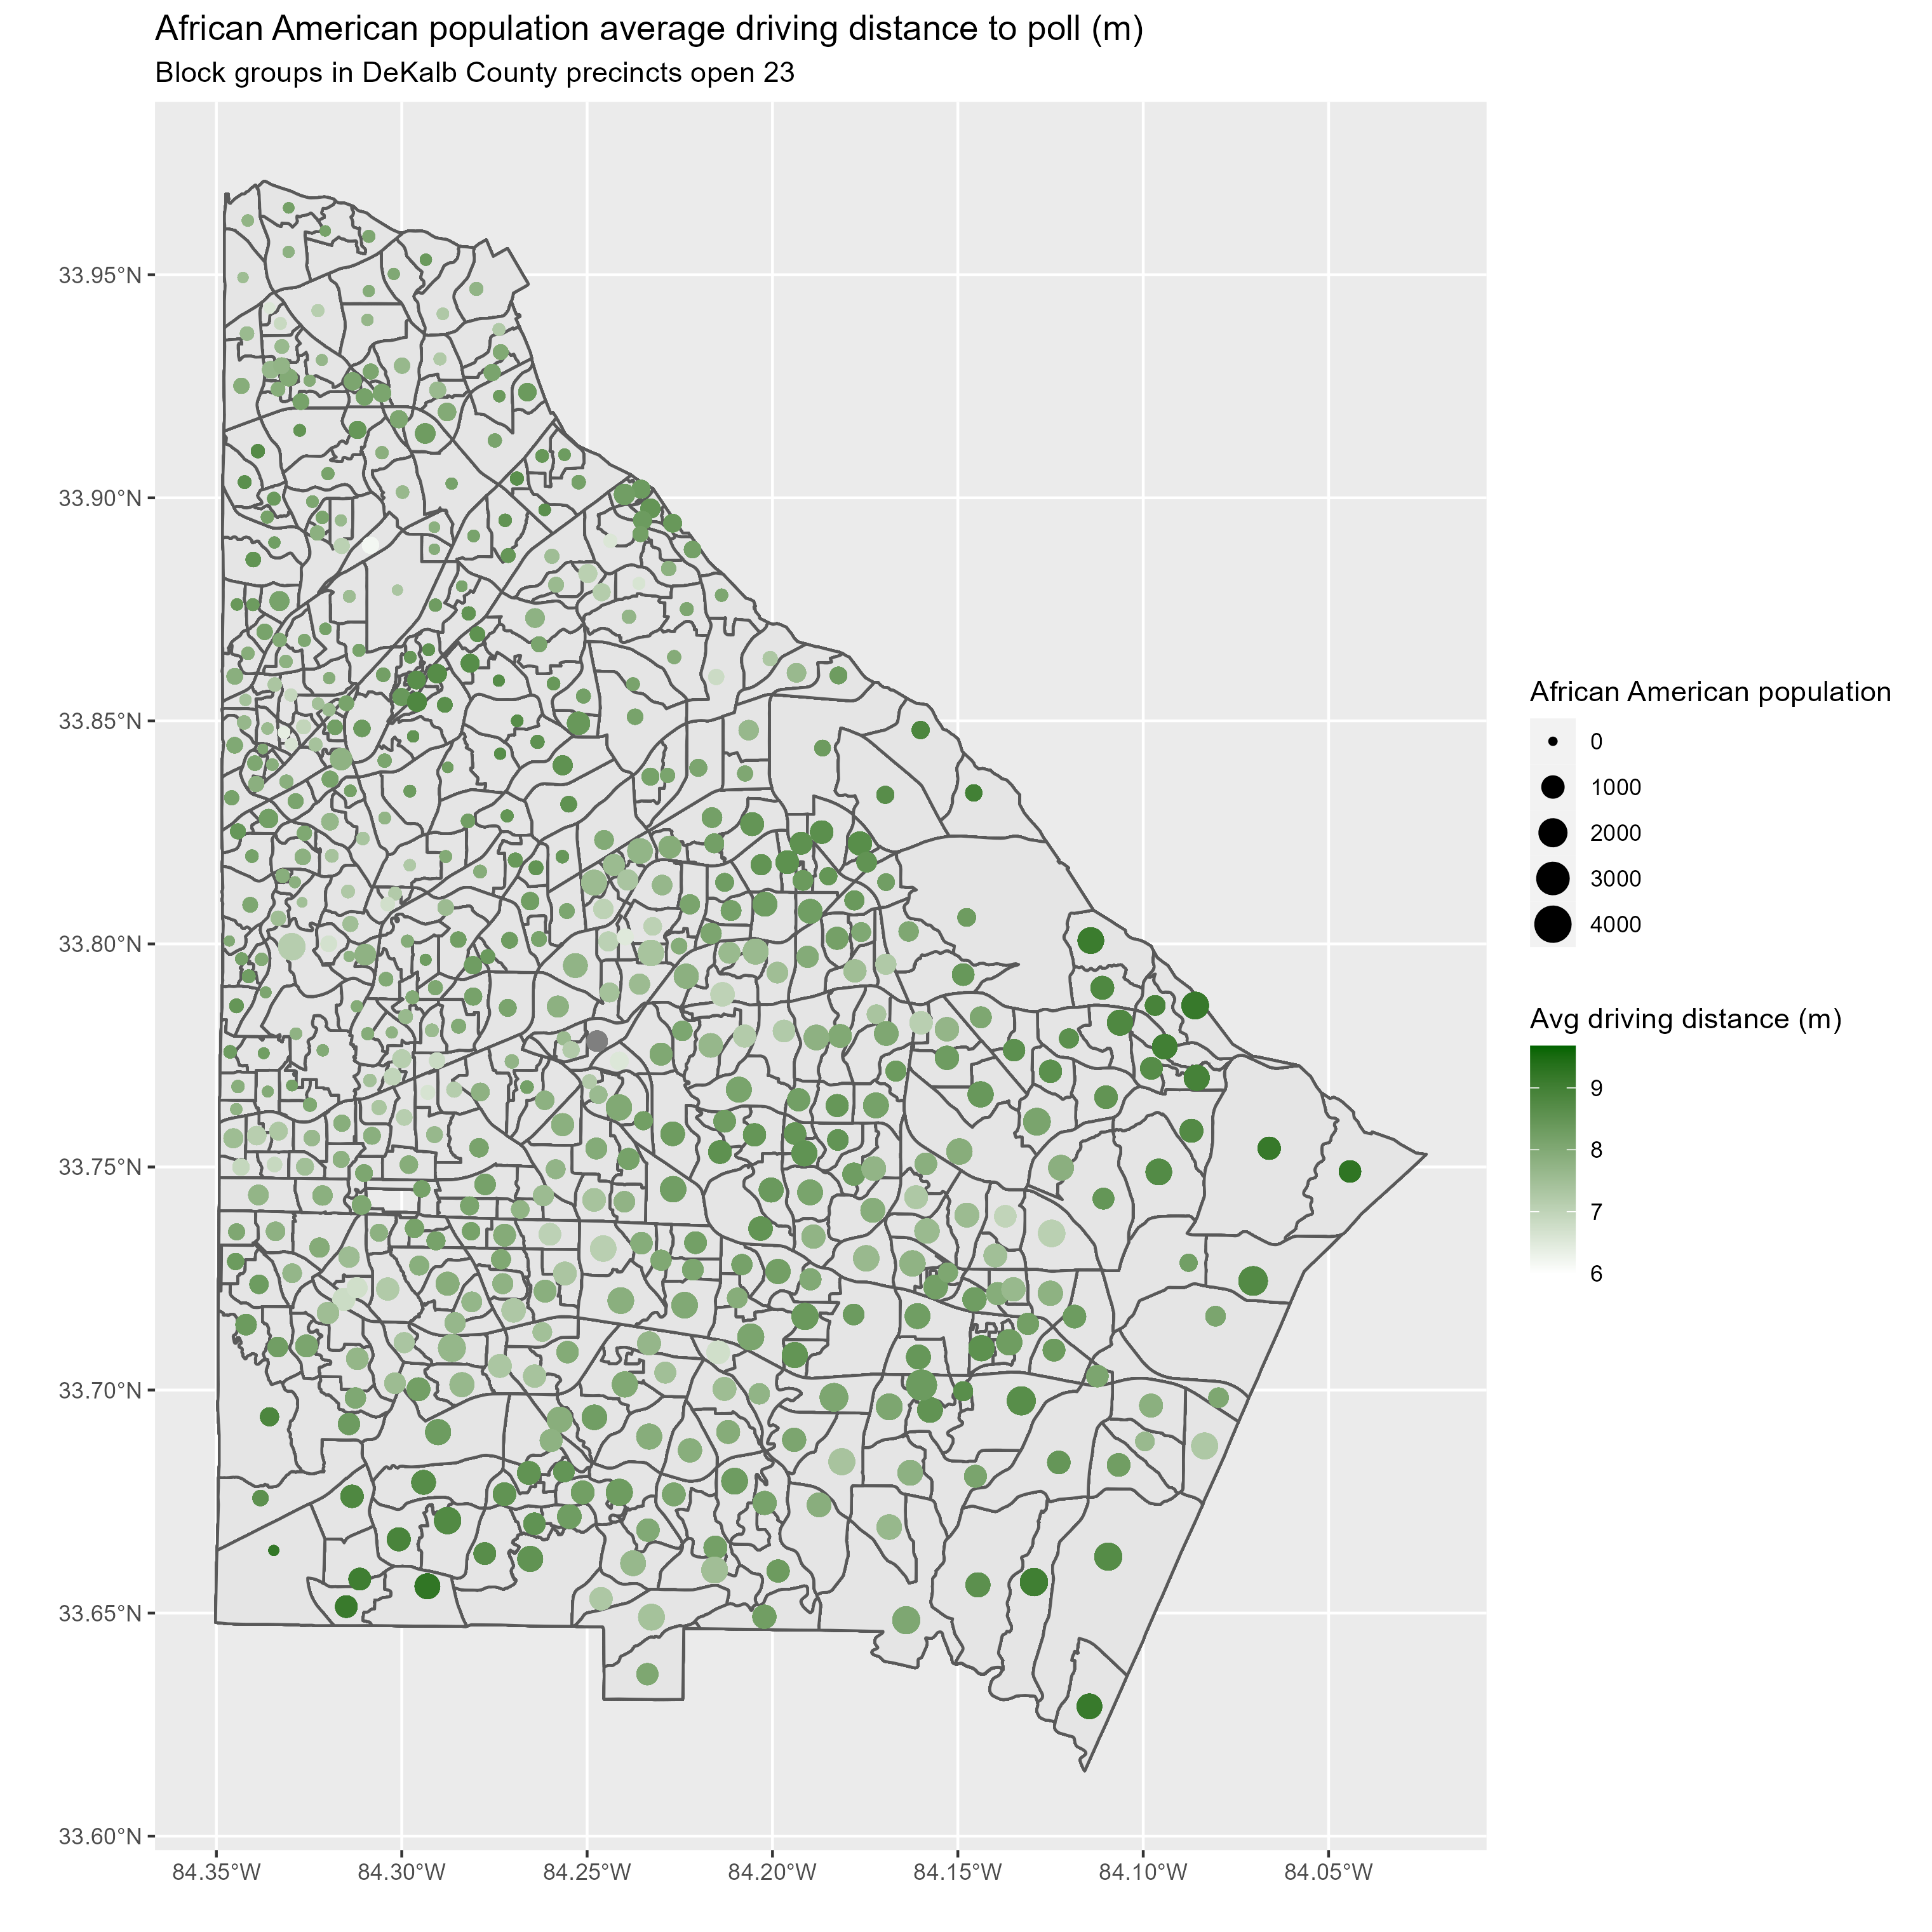 African American population average driving distance to poll (m)
Block groups in DeKalb County precincts open 23
33.95°N
33.90°N
33.85°N
33.80°N
33.75°N
33.70°N
33.65°N
33.60°N
84.35°W
84.30°W
84.25°W
84.20°W
84.15°W
84.10°W
84.05°W
African American population
0
1000
2000
3000
4000
Avg driving distance (m)
9
8
7
6